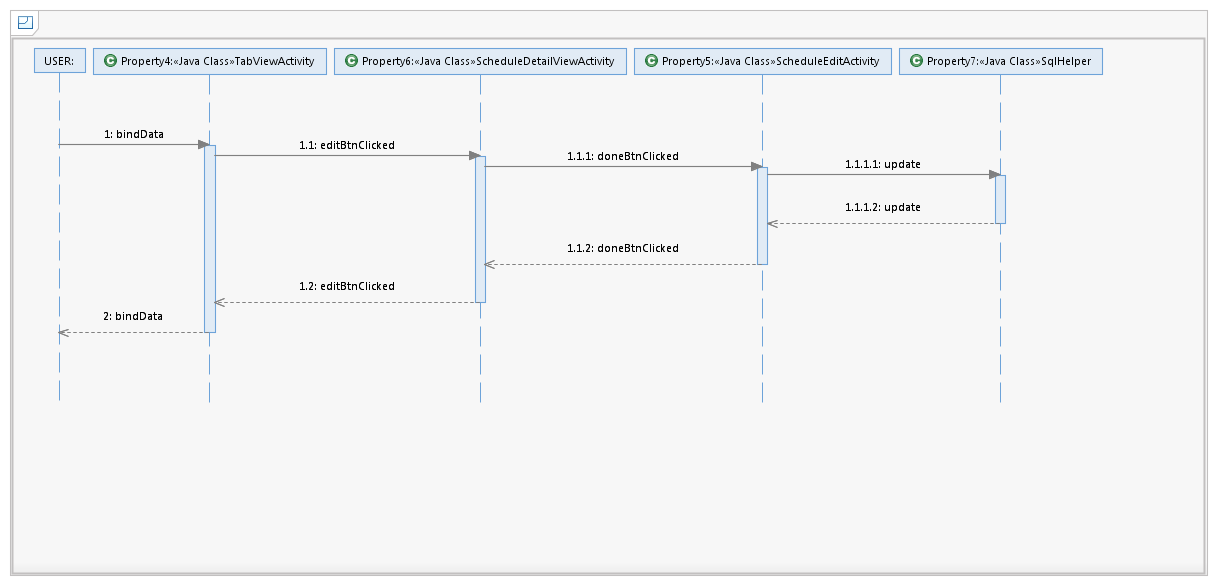 USER:
C Property4:«Java Class»TabViewActivity
C Property6:«Java Class»ScheduleDetailViewActivity
C Property5:«Java Class»ScheduleEditActivity
C Property7:«Java Class»SqlHelper
1: bindData
1.1: editBtnClicked
1.1.1: doneBtnClicked
1.1.1.1: update
1.1.1.2: update
1.1.2: doneBtnClicked
1.2: editBtnClicked
2: bindData